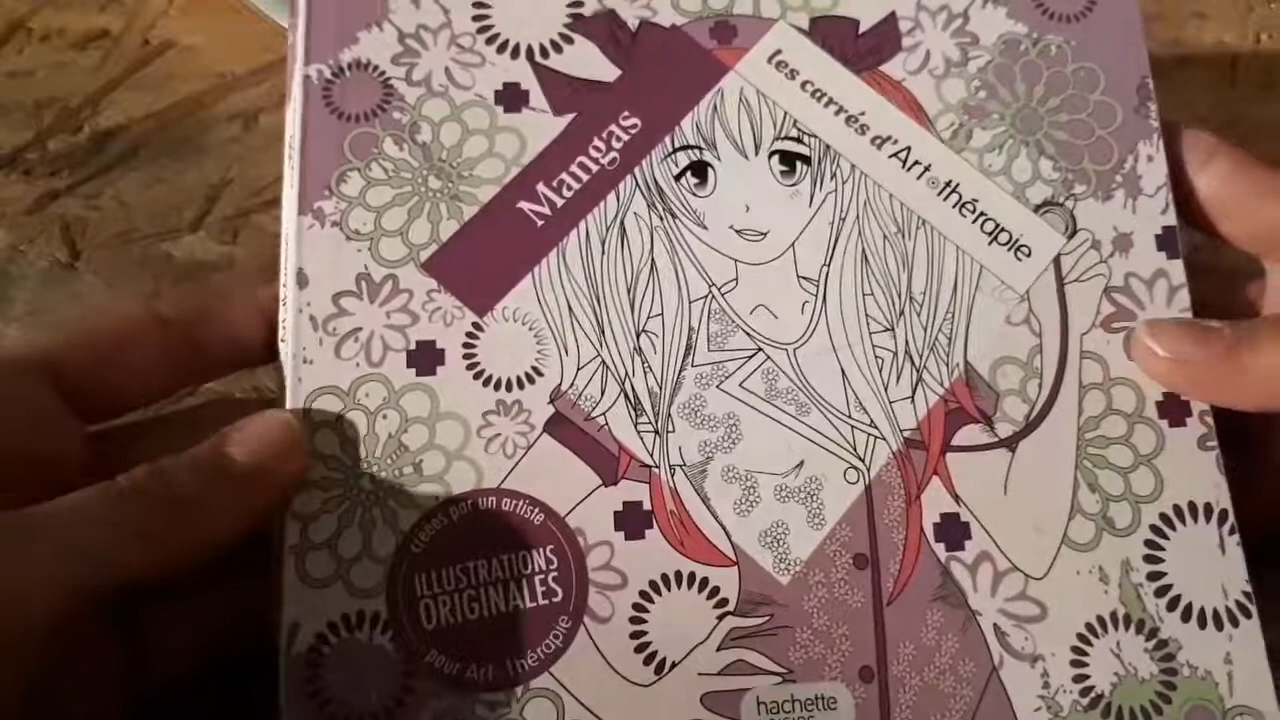 Mangas
les carrés d'Art-thérapie
créées par un artiste
ILLUSTRATIONS
ORIGINALES
pour Art-thérapie
hachette